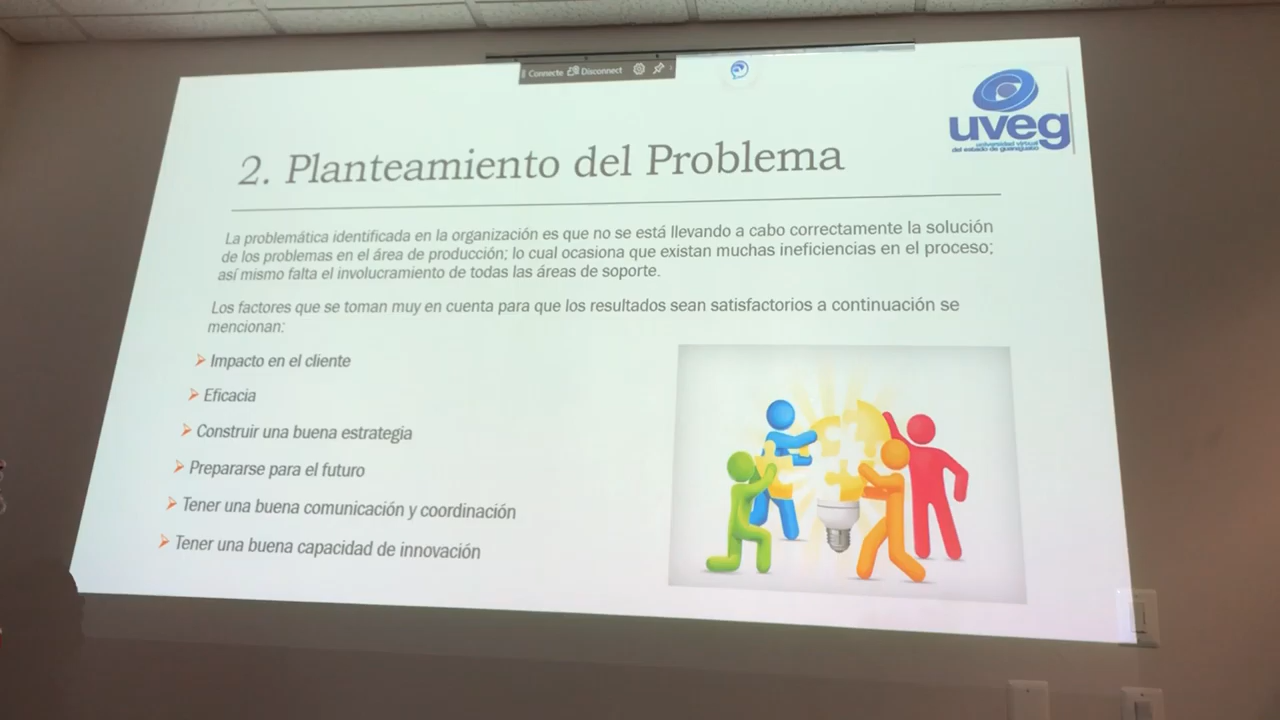 Connecte Disconnect
uveg
universidad virtual
del estado de guanajuato
2. Planteamiento del Problema
La problemática identificada en la organización es que no se está llevando a cabo correctamente la solución
de los problemas en el área de producción; lo cual ocasiona que existan muchas ineficiencias en el proceso;
así mismo falta el involucramiento de todas las áreas de soporte.
Los factores que se toman muy en cuenta para que los resultados sean satisfactorios a continuación se
mencionan:
Impacto en el cliente
Eficacia
Construir una buena estrategia
Prepararse para el futuro
Tener una buena comunicación y coordinación
Tener una buena capacidad de innovación